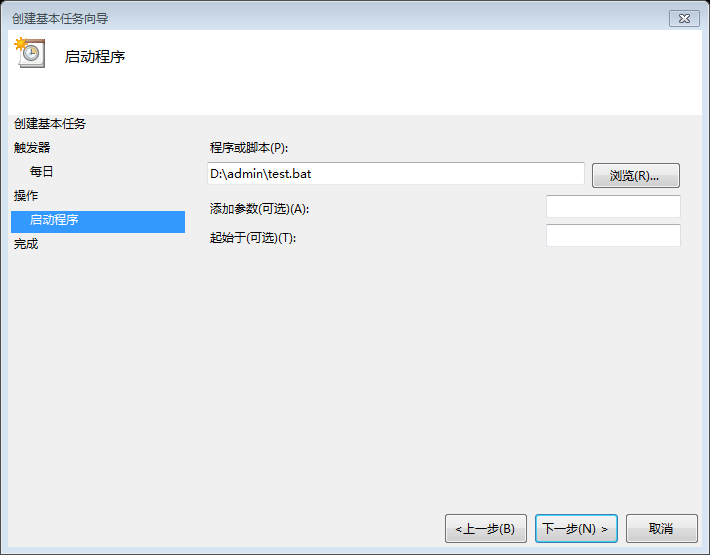 创建基本任务向导
启动程序
创建基本任务
触发器
每日
操作
启动程序
完成
程序或脚本(P):
D:\admin\test.bat
浏览(R)...
添加参数(可选)(A):
起始于(可选)(T):
<上一步(B)
下一步(N) >
取消